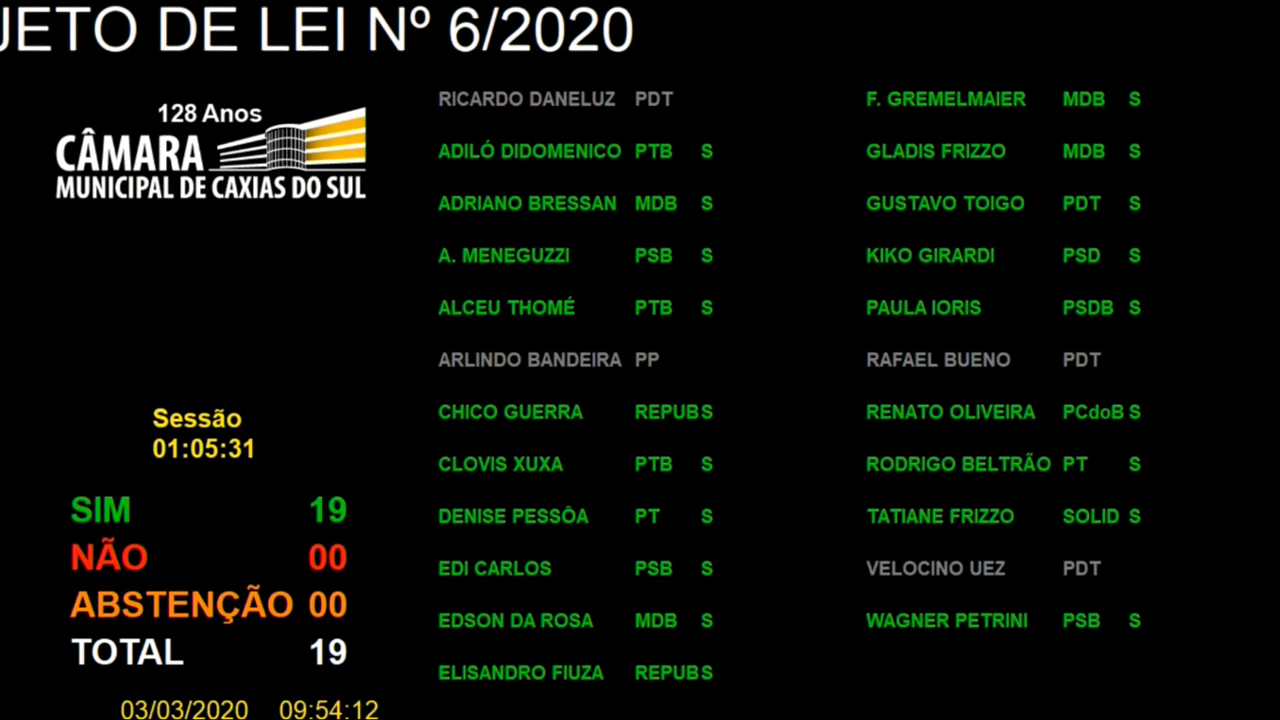 JETO DE LEI Nº 6/2020
128 Anos
CÂMARA
MUNICIPAL DE CAXIAS DO SUL
Sessão
01:05:31
SIM 19
NÃO 00
ABSTENÇÃO 00
TOTAL 19
03/03/2020 09:54:12
RICARDO DANELUZ PDT
ADILÓ DIDOMENICO PTB S
ADRIANO BRESSAN MDB S
A. MENEGUZZI PSB S
ALCEU THOMÉ PTB S
ARLINDO BANDEIRA PP
CHICO GUERRA REPUB S
CLOVIS XUXA PTB S
DENISE PESSÔA PT S
EDI CARLOS PSB S
EDSON DA ROSA MDB S
ELISANDRO FIUZA REPUB S
F. GREMELMAIER MDB S
GLADIS FRIZZO MDB S
GUSTAVO TOIGO PDT S
KIKO GIRARDI PSD S
PAULA IORIS PSDB S
RAFAEL BUENO PDT
RENATO OLIVEIRA PCdoB S
RODRIGO BELTRÃO PT S
TATIANE FRIZZO SOLID S
VELOCINO UEZ PDT
WAGNER PETRINI PSB S